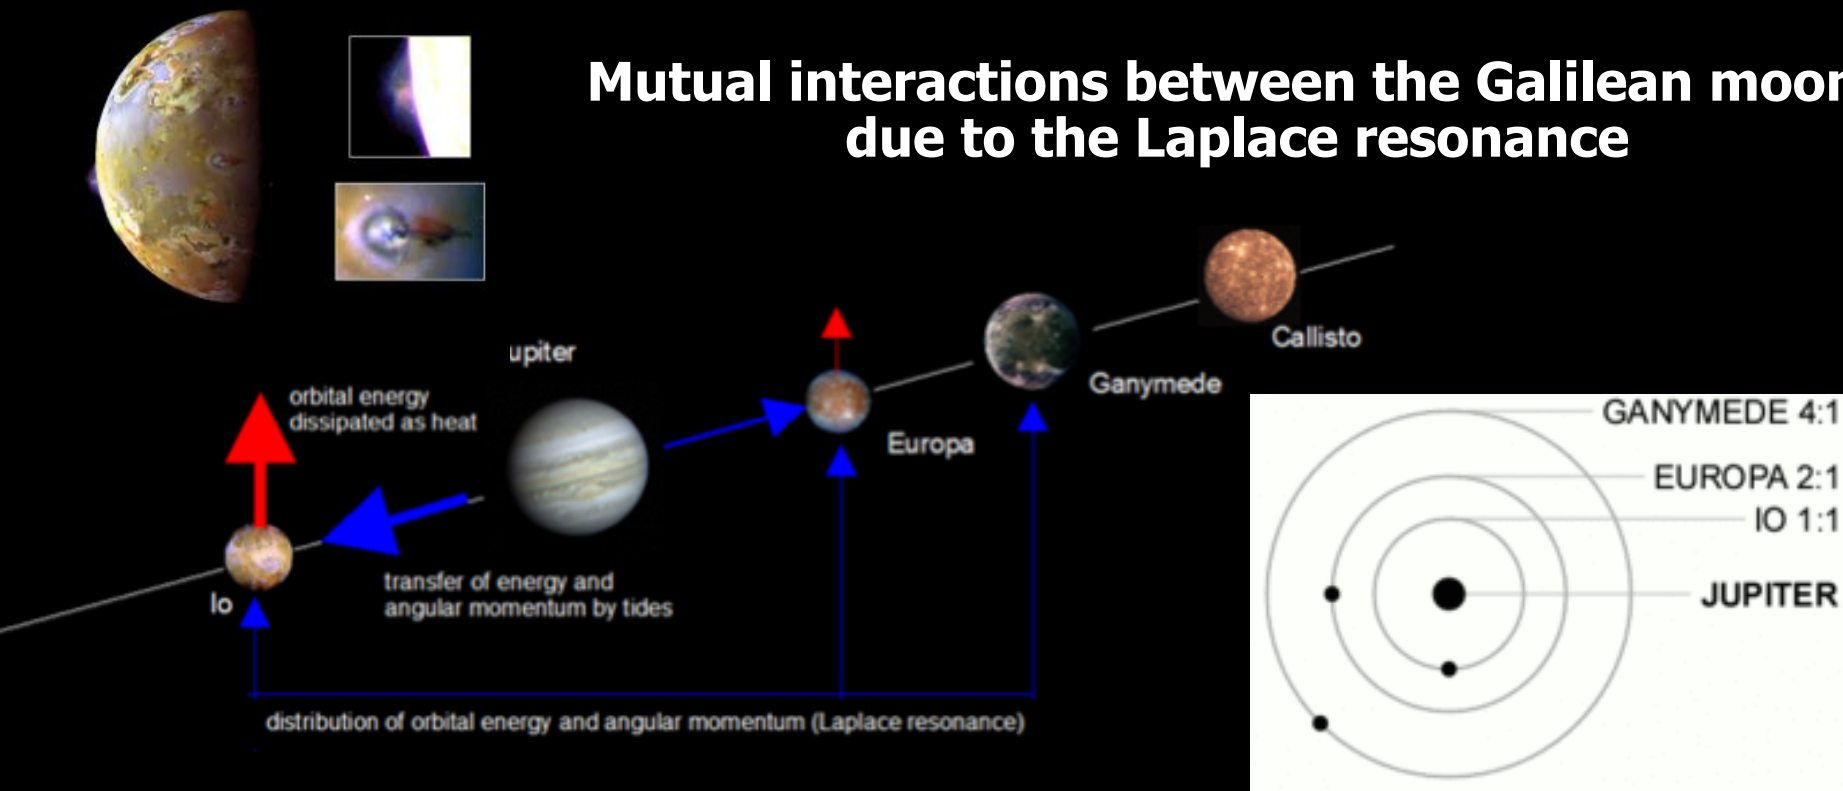 Mutual interactions between the Galilean moon
due to the Laplace resonance
upiter
orbital energy
dissipated as heat
Io
transfer of energy and
angular momentum by tides
Europa
Ganymede
Callisto
distribution of orbital energy and angular momentum (Laplace resonance)
GANYMEDE 4:1
EUROPA 2:1
IO 1:1
JUPITER